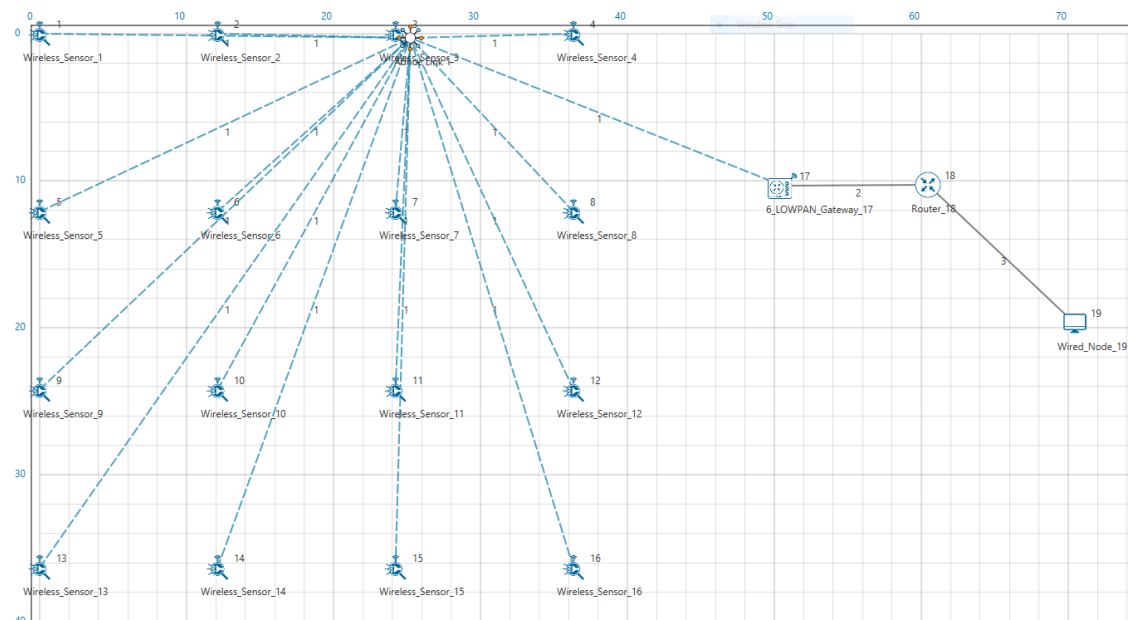 0 10 20 30 40 50 60 70
Window Snip
0
1 2 3 4
1 1 1
Wireless_Sensor_1 Wireless_Sensor_2 Wireless_Sensor_3 Wireless_Sensor_4
1 1 1 1
10
17 18
2
5 6 7 8
6_LOWPAN_Gateway_17 Router_18
1
Wireless_Sensor_5 Wireless_Sensor_6 Wireless_Sensor_7 Wireless_Sensor_8
3
1 1 1 1
19
20
Wired_Node_19
9 10 11 12
Wireless_Sensor_9 Wireless_Sensor_10 Wireless_Sensor_11 Wireless_Sensor_12
30
13 14 15 16
Wireless_Sensor_13 Wireless_Sensor_14 Wireless_Sensor_15 Wireless_Sensor_16
40